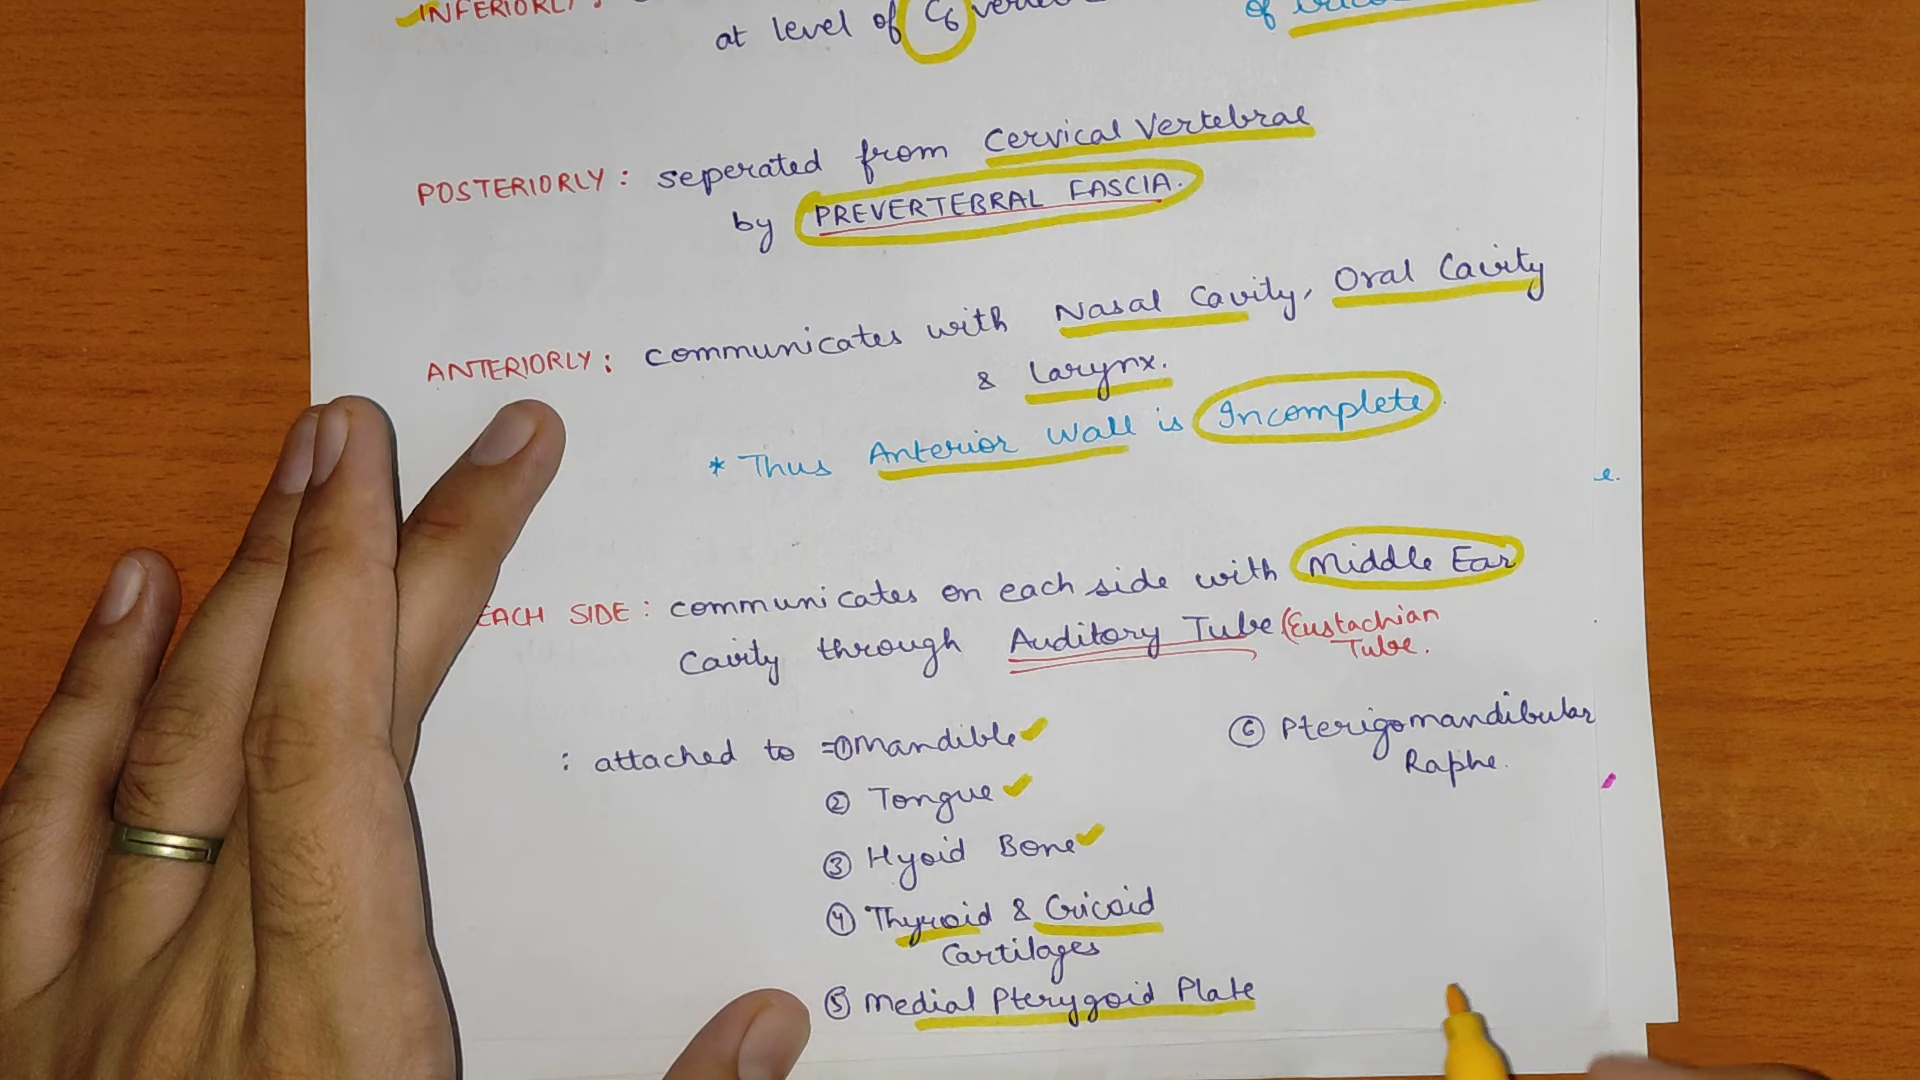 INFERIORLY :
at level of C6
of
POSTERIORLY : seperated from Cervical Vertebrae
by PREVERTEBRAL FASCIA.
ANTERIORLY : communicates with Nasal Cavity, Oral Cavity
& Larynx.
* Thus Anterior Wall is Incomplete.
e.
EACH SIDE : communicates on each side with Middle Ear
Cavity through Auditory Tube (Eustachian
Tube.
: attached to = ① Mandible
② Tongue
③ Hyoid Bone
④ Thyroid & Cricoid
Cartilages
⑤ Medial Pterygoid Plate
⑥ Pterigomandibular
Raphe.